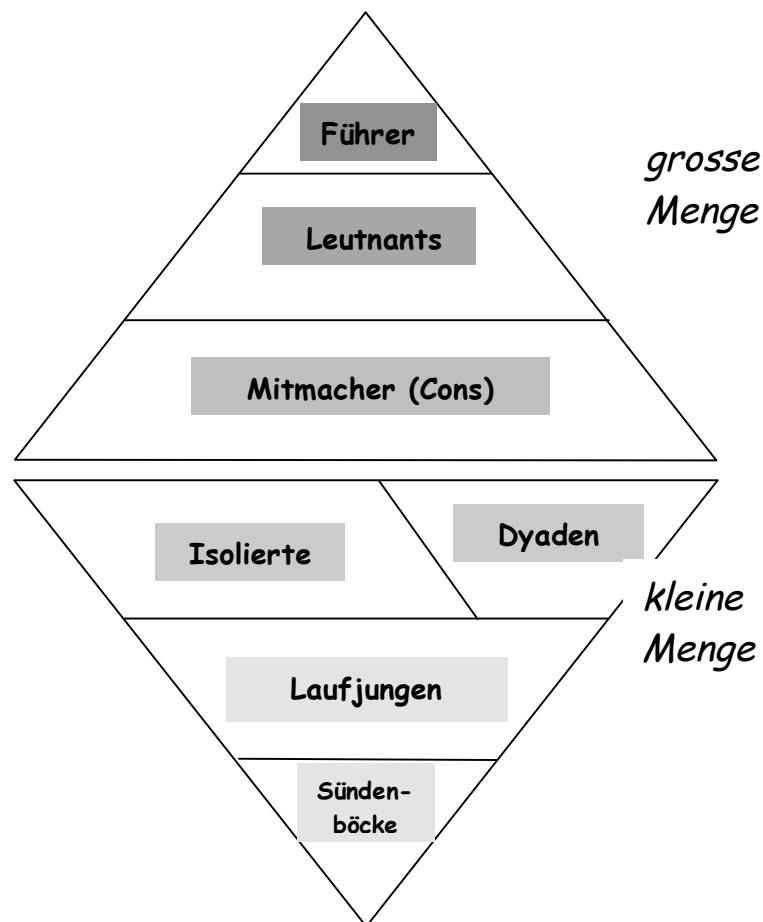 Führer
grosse
Menge
Leutnants
Mitmacher (Cons)
Isolierte
Dyaden
kleine
Menge
Laufjungen
Sünden-
böcke